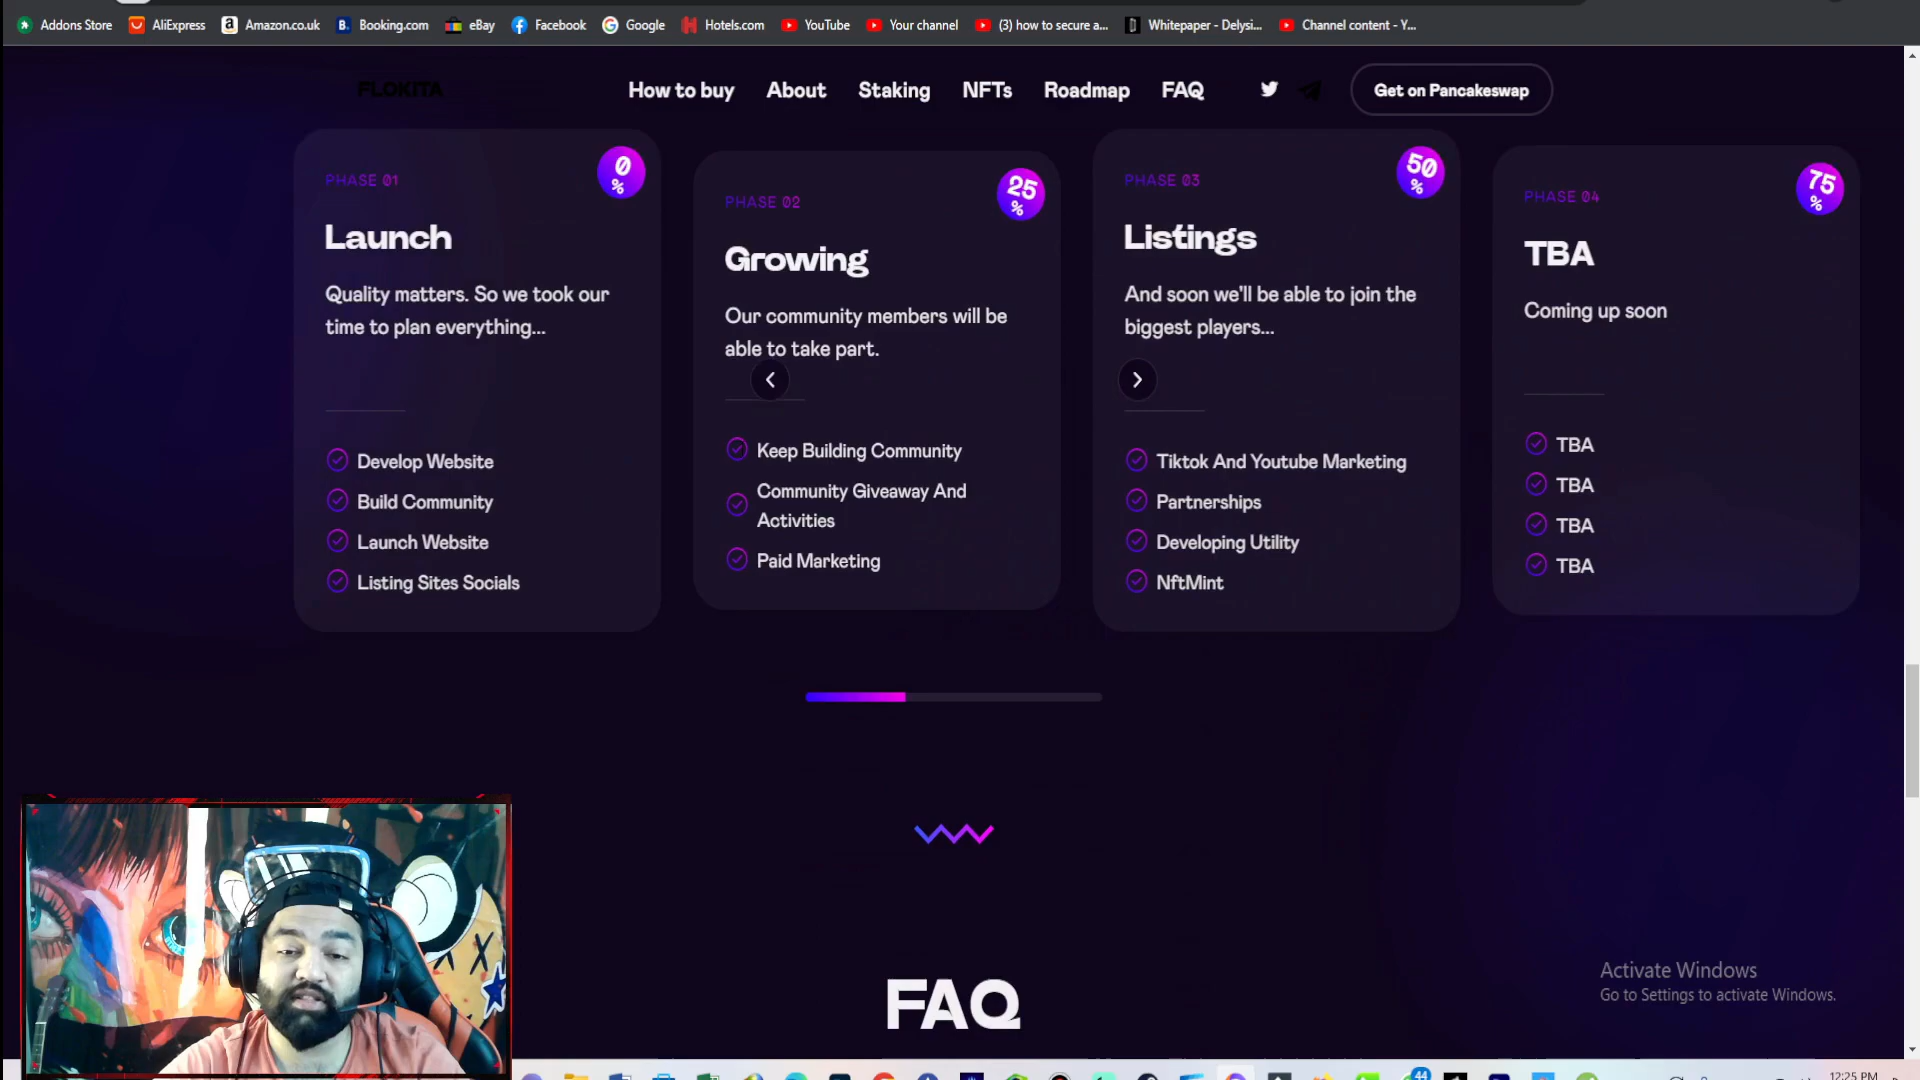 Addons Store AliExpress Amazon.co.uk Booking.com eBay Facebook Google Hotels.com YouTube Your channel (3) how to secure a... Whitepaper - Delysi... Channel content - Y...
FLOKITA How to buy About Staking NFTs Roadmap FAQ Get on Pancakeswap
PHASE 01
0
%
Launch
Quality matters. So we took our
time to plan everything...
Develop Website
Build Community
Launch Website
Listing Sites Socials
PHASE 02
25
%
Growing
Our community members will be
able to take part.
Keep Building Community
Community Giveaway And
Activities
Paid Marketing
PHASE 03
50
%
Listings
And soon we'll be able to join the
biggest players...
Tiktok And Youtube Marketing
Partnerships
Developing Utility
NftMint
PHASE 04
75
%
TBA
Coming up soon
TBA
TBA
TBA
TBA
FAQ
Activate Windows
Go to Settings to activate Windows.
44
12:25 PM